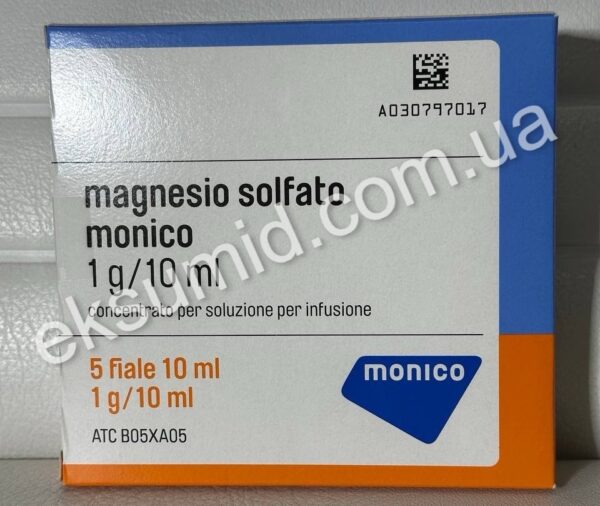 A030797017
magnesio solfato
monico
1 g/10 ml
concentrato per soluzione per infusione
5 fiale 10 ml
1 g/10 ml
monico
ATC B05XA05
eksumid.com.ua